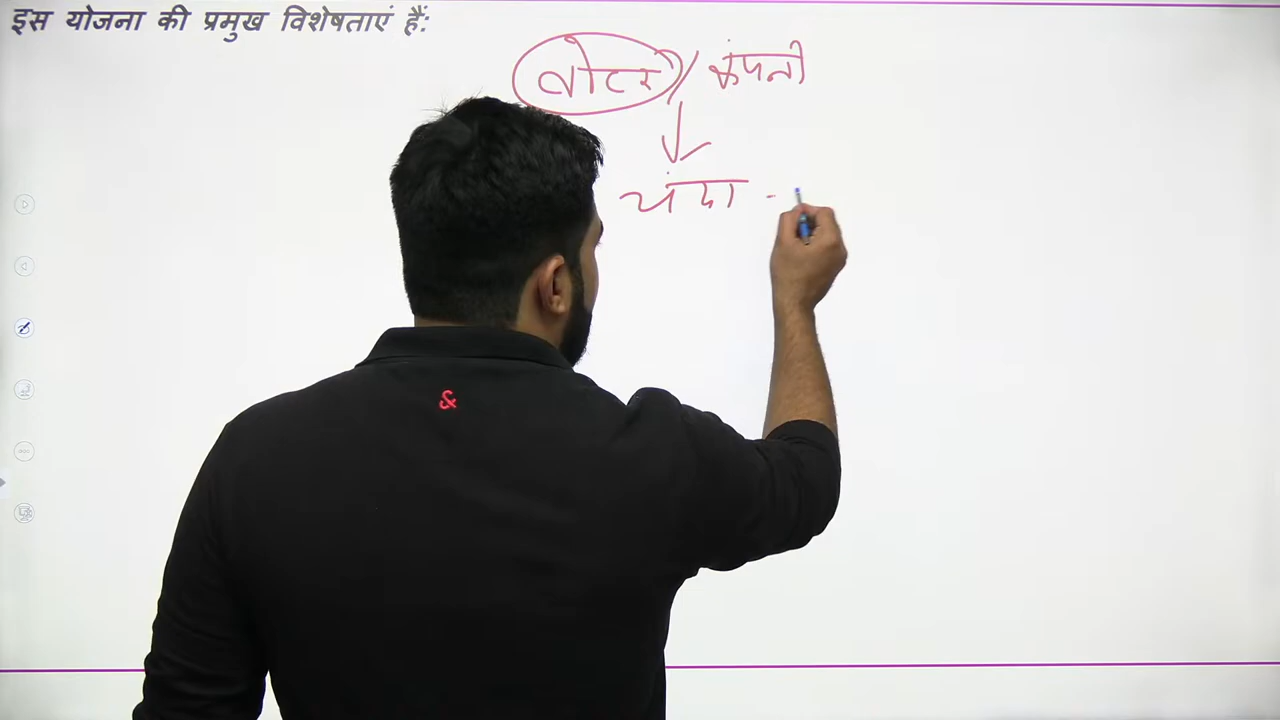 इस योजना की प्रमुख विशेषताएं हैं:
वोटर / कंपनी
चंदा -
&